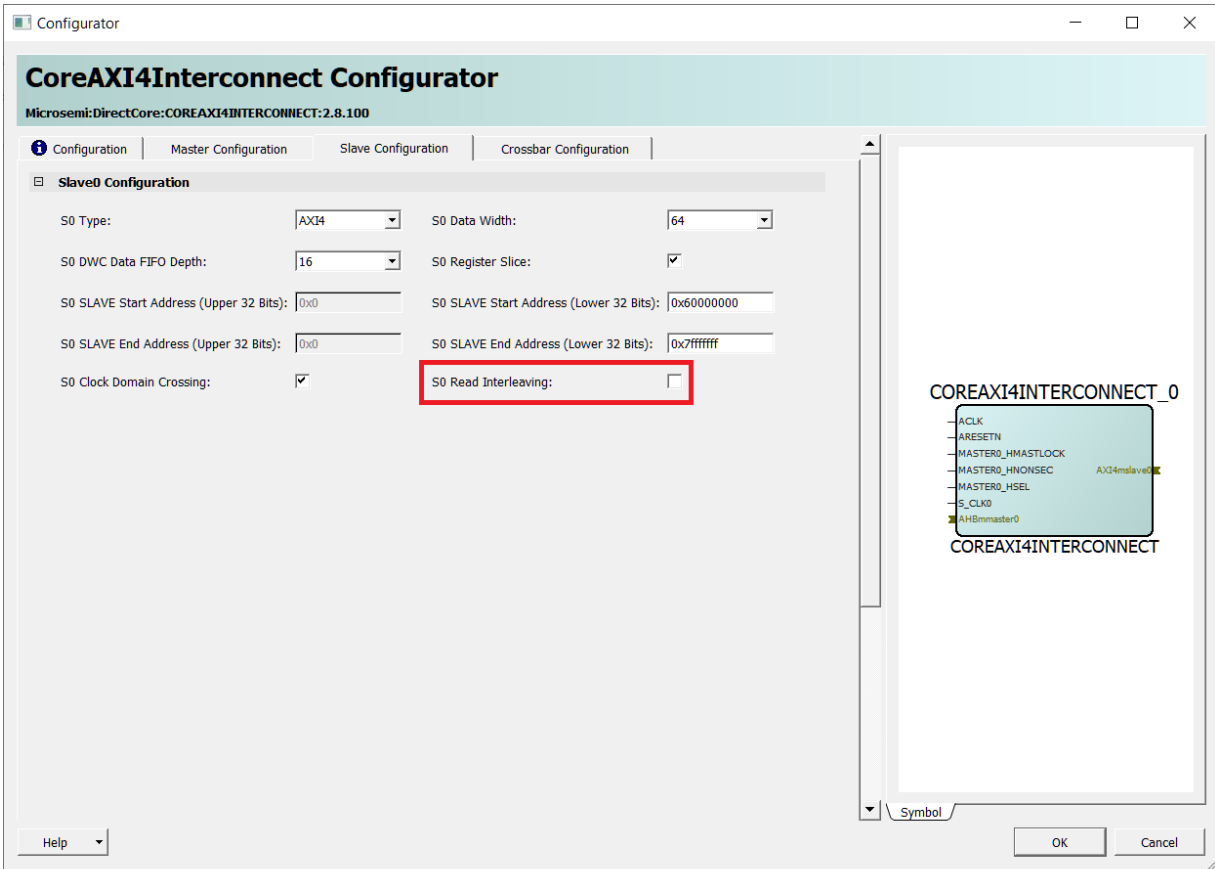 Configurator
CoreAXI4Interconnect Configurator
Microsemi:DirectCore:COREAXI4INTERCONNECT:2.8.100
Configuration Master Configuration Slave Configuration Crossbar Configuration
Slave0 Configuration
S0 Type: AXI4 S0 Data Width: 64
S0 DWC Data FIFO Depth: 16 S0 Register Slice:
S0 SLAVE Start Address (Upper 32 Bits): 0x0 S0 SLAVE Start Address (Lower 32 Bits): 0x60000000
S0 SLAVE End Address (Upper 32 Bits): 0x0 S0 SLAVE End Address (Lower 32 Bits): 0x7fffffff
S0 Clock Domain Crossing: S0 Read Interleaving:
COREAXI4INTERCONNECT_0
ACLK
ARESETN
MASTER0_HMASTLOCK
MASTER0_HNONSEC AXI4mslave0
MASTER0_HSEL
S_CLK0
AHBmmaster0
COREAXI4INTERCONNECT
Symbol
Help OK Cancel